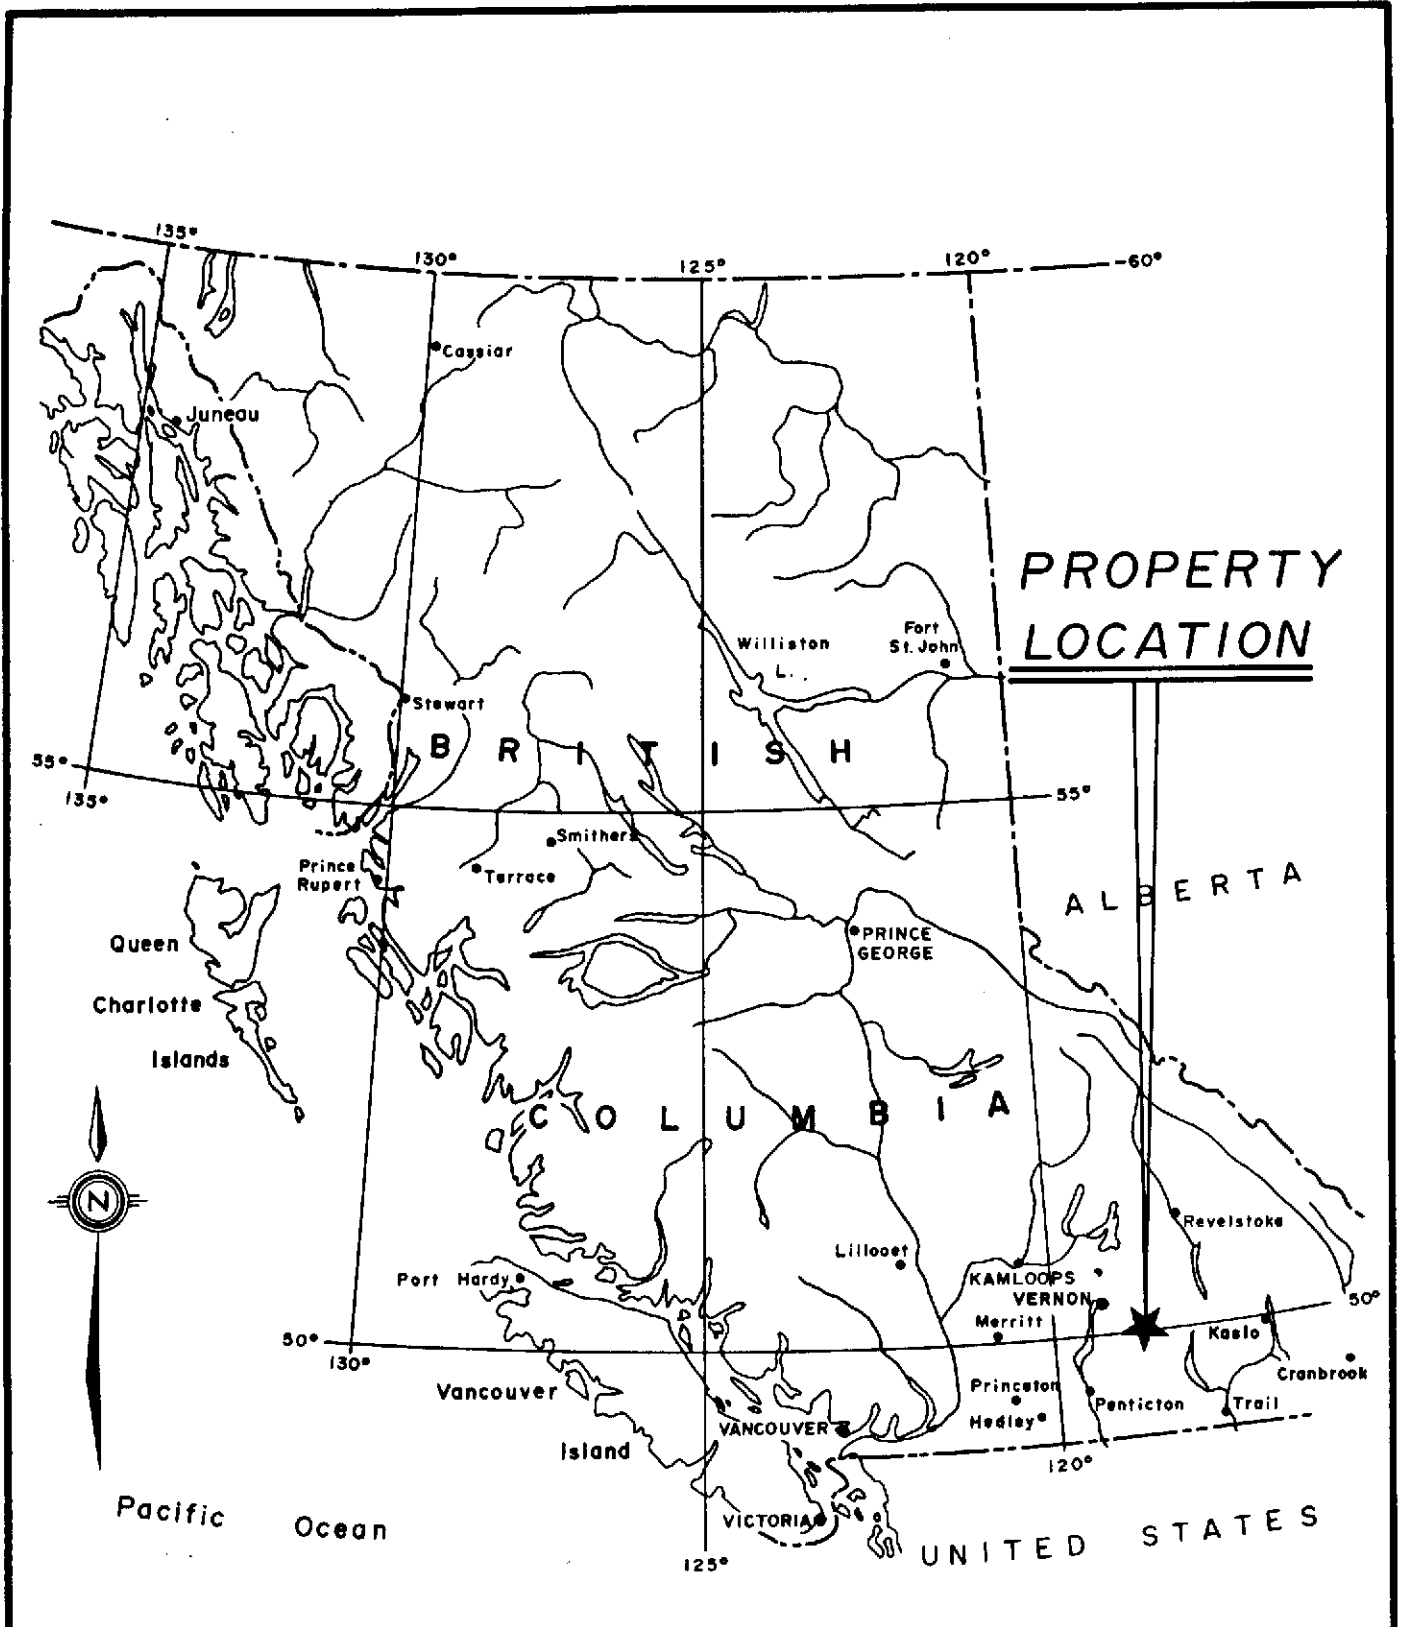 135°
130°
125°
120°
-60°
Cassiar
Juneau
PROPERTY
LOCATION
Fort
St. John
Williston
L.
Stewart
BRITISH
55°
135°
55°
Smithers
Terrace
Prince
Rupert
ALBERTA
Queen
Charlotte
Islands
PRINCE
GEORGE
COLUMBIA
N
Revelstoke
Lillooet
KAMLOOPS
VERNON
Port Hardy
Merritt
Kaslo
50°
50°
130°
Cranbrook
Vancouver
Island
Princeton
Hedley
Penticton
Trail
VANCOUVER
120°
Pacific Ocean
VICTORIA
UNITED STATES
125°